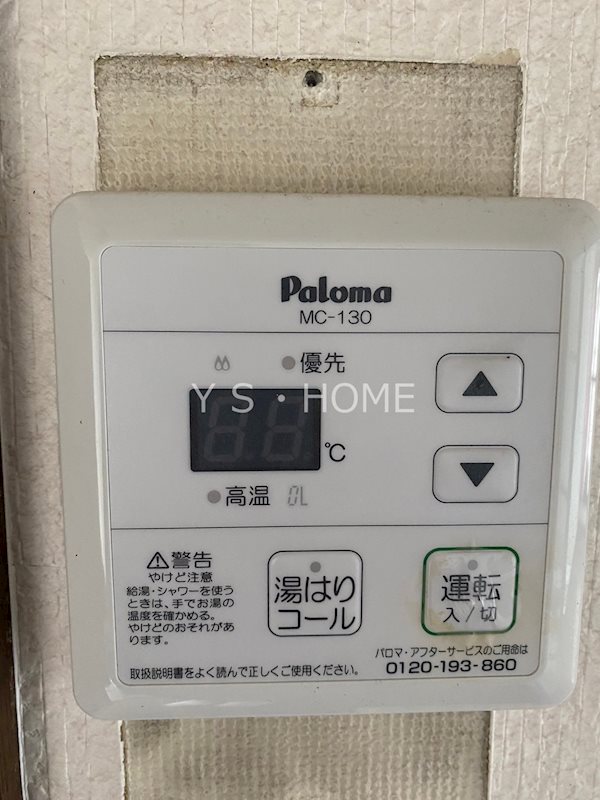 Paloma
MC-130
優先
YS・HOME
℃
高温 0L
警告
やけど注意
給湯・シャワーを使う
ときは、手でお湯の
温度を確かめる。
やけどのおそれがあ
ります。
湯はり
コール
運転
入/切
パロマ・アフターサービスのご用命は
0120-193-860
取扱説明書をよく読んで正しくご使用ください。